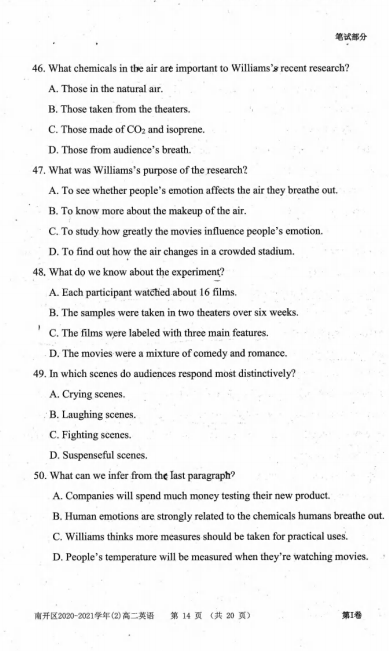 笔试部分
46. What chemicals in the air are important to Williams's recent research?
A. Those in the natural air.
B. Those taken from the theaters.
C. Those made of CO₂ and isoprene.
D. Those from audience's breath.
47. What was Williams's purpose of the research?
A. To see whether people's emotion affects the air they breathe out.
B. To know more about the makeup of the air.
C. To study how greatly the movies influence people's emotion.
D. To find out how the air changes in a crowded stadium.
48. What do we know about the experiment?
A. Each participant watched about 16 films.
B. The samples were taken in two theaters over six weeks.
C. The films were labeled with three main features.
D. The movies were a mixture of comedy and romance.
49. In which scenes do audiences respond most distinctively?
A. Crying scenes.
B. Laughing scenes.
C. Fighting scenes.
D. Suspenseful scenes.
50. What can we infer from the last paragraph?
A. Companies will spend much money testing their new product.
B. Human emotions are strongly related to the chemicals humans breathe out.
C. Williams thinks more measures should be taken for practical uses.
D. People's temperature will be measured when they're watching movies.
南开区2020-2021学年(2)高二英语 第 14 页 (共 20 页) 第I卷